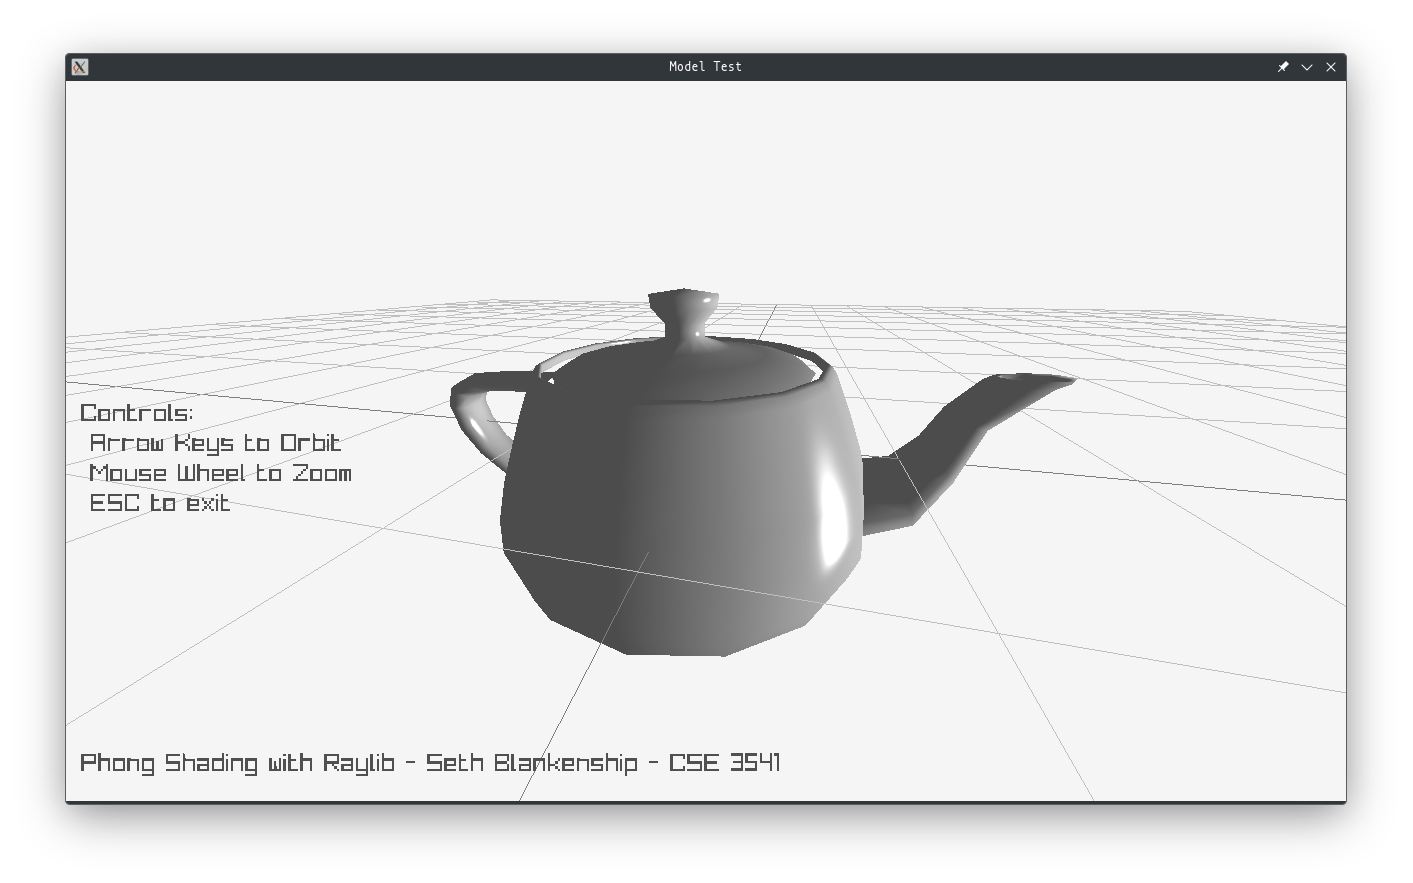 Model Test
Controls:
Arrow Keys to Orbit
Mouse Wheel to Zoom
ESC to exit
Phong Shading with Raylib - Seth Blankenship - CSE 3541